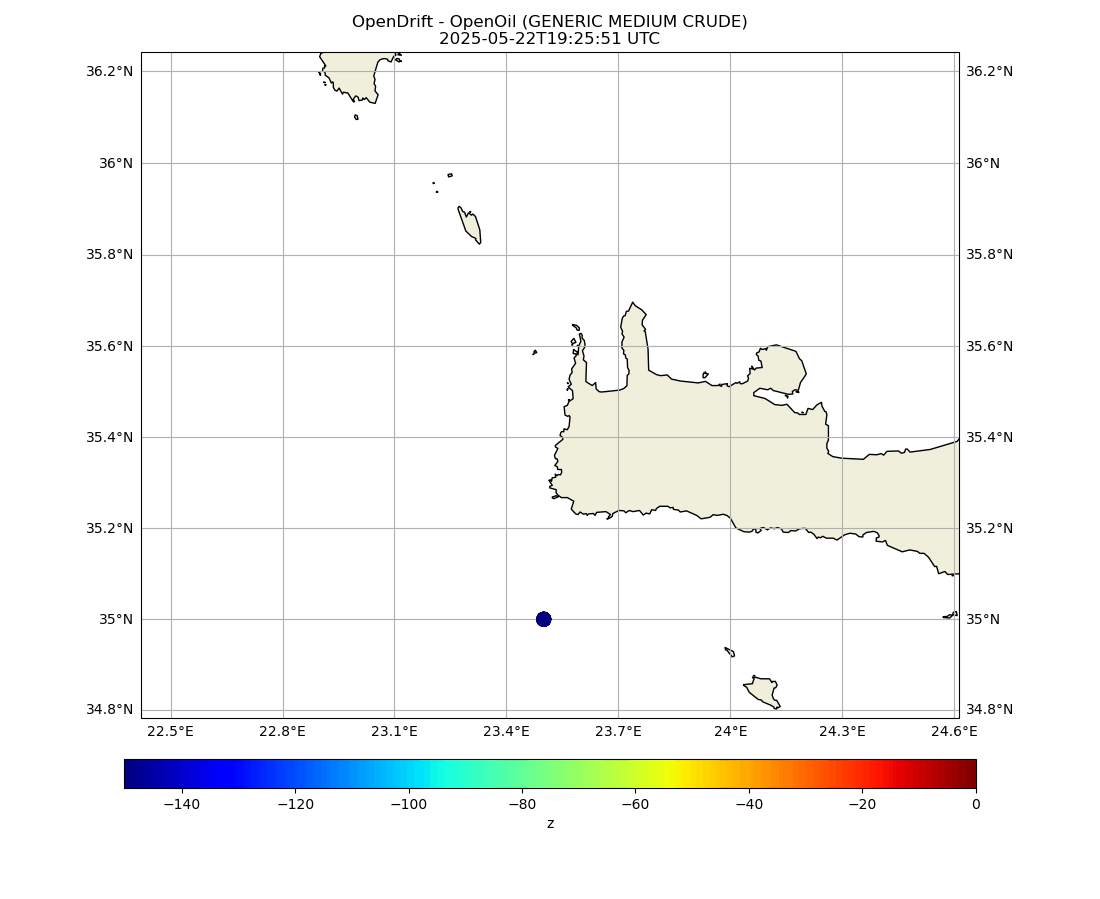 OpenDrift - OpenOil (GENERIC MEDIUM CRUDE)
2025-05-22T19:25:51 UTC
36.2°N 36.2°N
36°N 36°N
35.8°N 35.8°N
35.6°N 35.6°N
35.4°N 35.4°N
35.2°N 35.2°N
35°N 35°N
34.8°N 34.8°N
22.5°E 22.8°E 23.1°E 23.4°E 23.7°E 24°E 24.3°E 24.6°E
−140 −120 −100 −80 −60 −40 −20 0
z